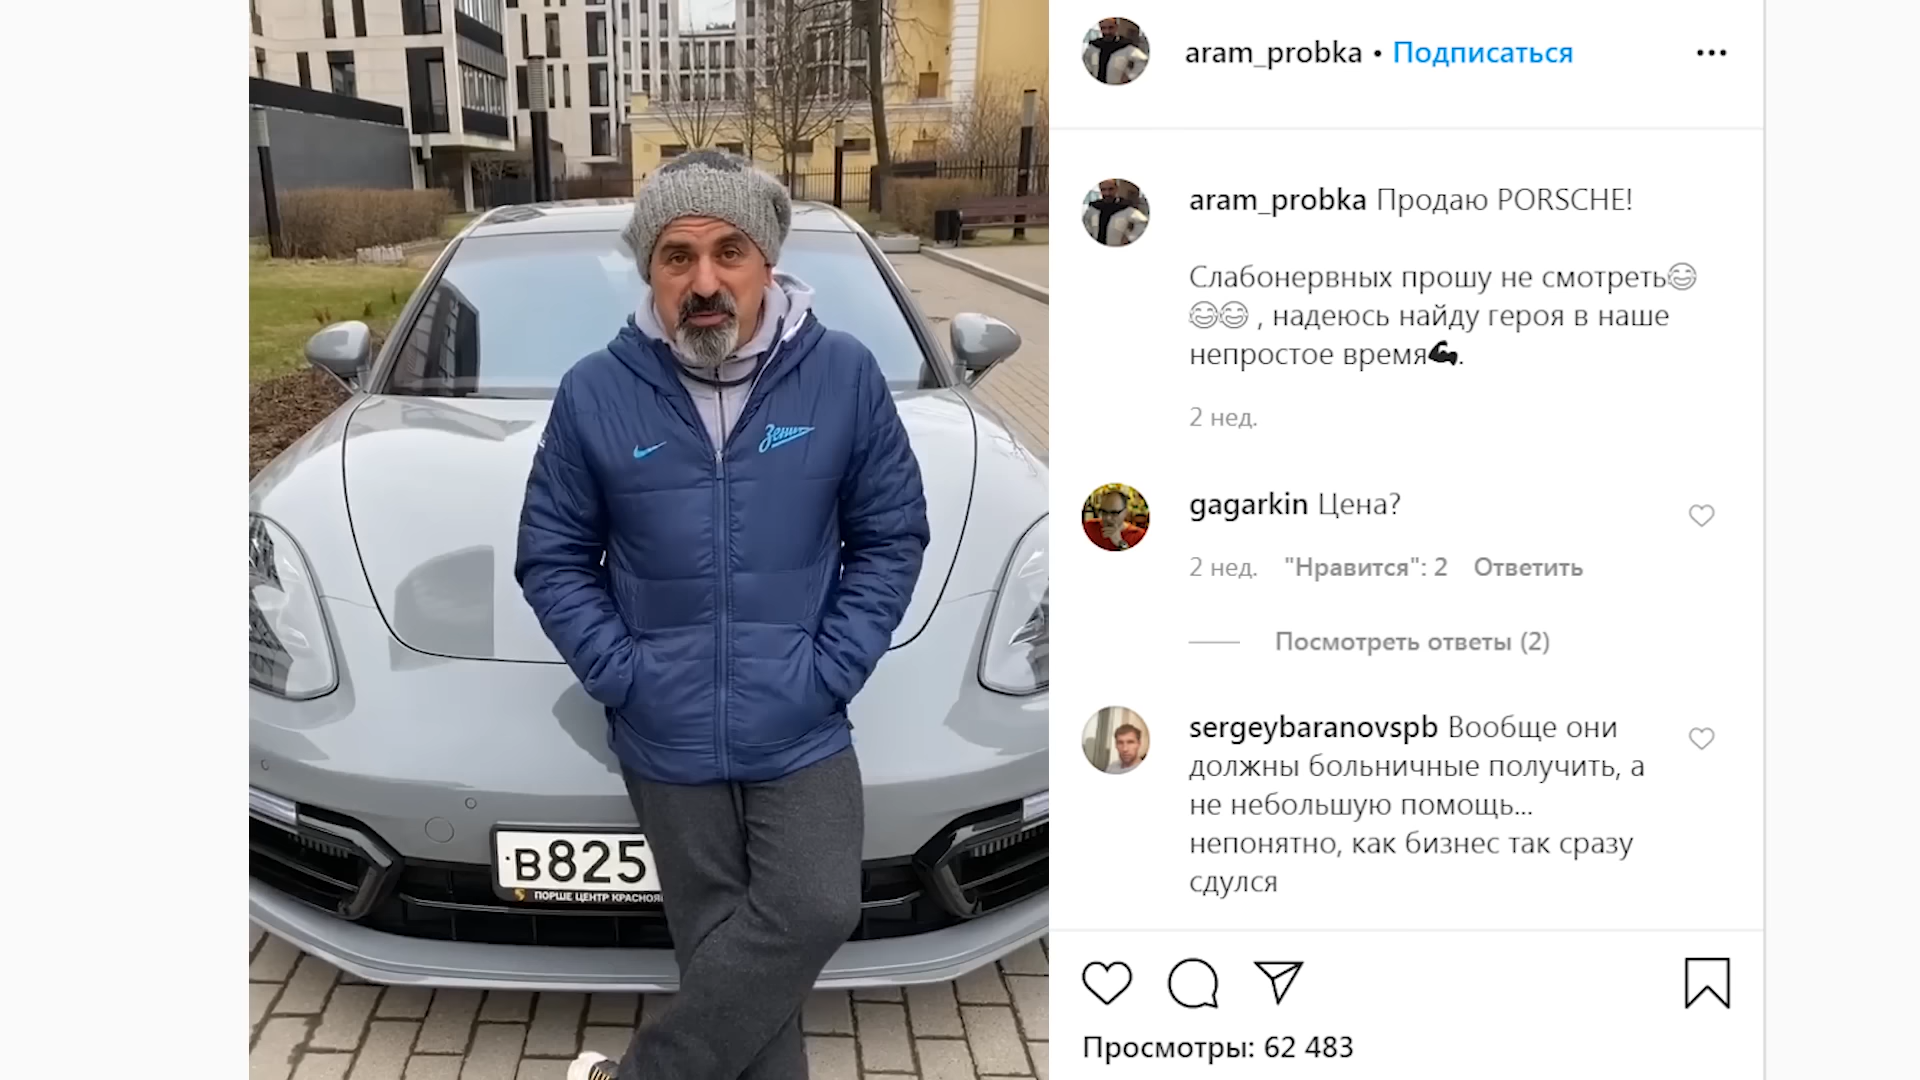 aram_probka • Подписаться
aram_probka Продаю PORSCHE!
Слабонервных прошу не смотреть😂
😂😂 , надеюсь найду героя в наше
непростое время💪.
2 нед.
gagarkin Цена?
2 нед. "Нравится": 2 Ответить
Посмотреть ответы (2)
sergeybaranovspb Вообще они
должны больничные получить, а
не небольшую помощь...
непонятно, как бизнес так сразу
сдулся
Просмотры: 62 483
Зенит
В825
ПОРШЕ ЦЕНТР КРАСНОЯ